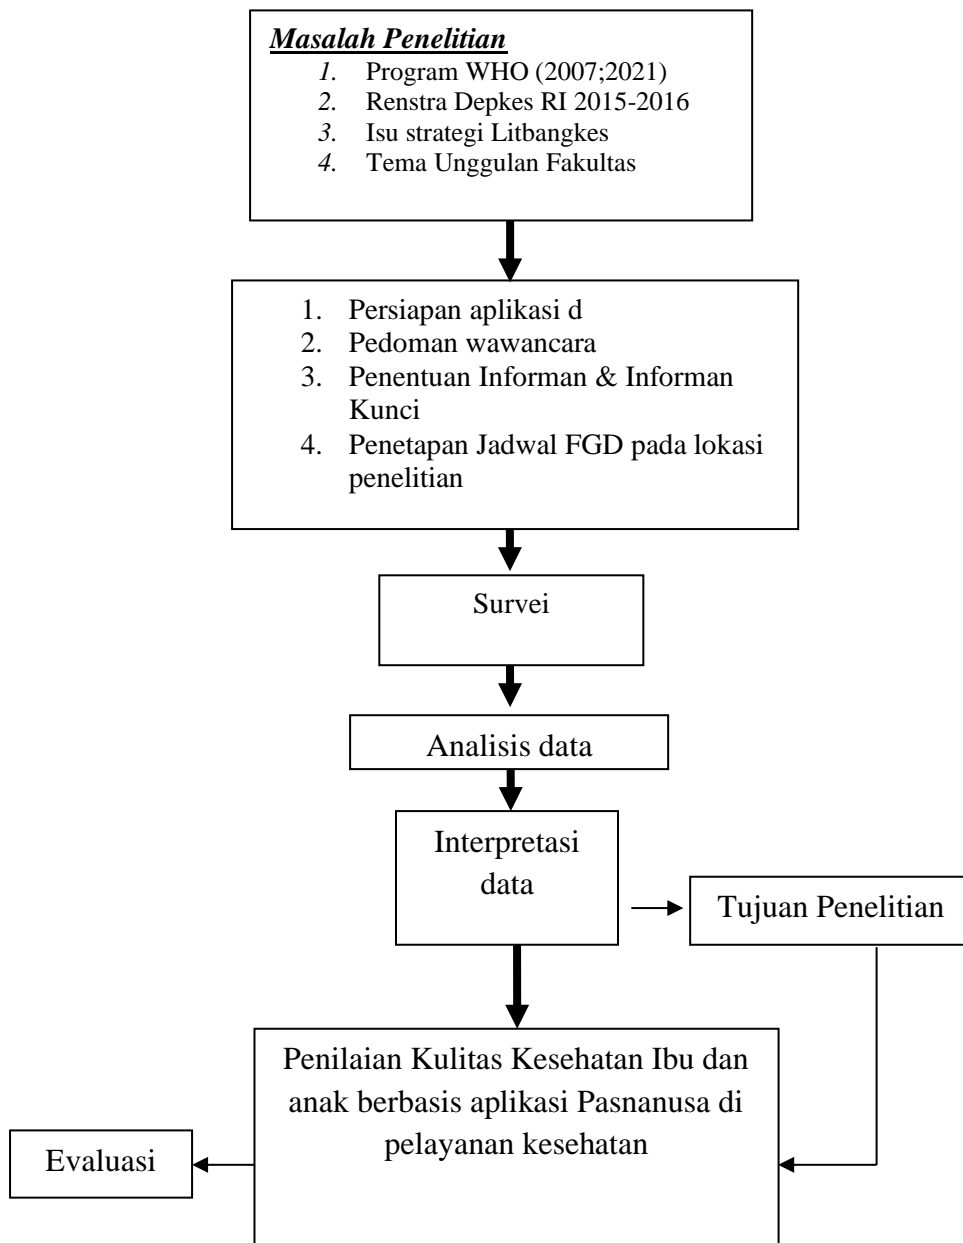 Masalah Penelitian
1. Program WHO (2007;2021)
2. Renstra Depkes RI 2015-2016
3. Isu strategi Litbangkes
4. Tema Unggulan Fakultas
1. Persiapan aplikasi d
2. Pedoman wawancara
3. Penentuan Informan & Informan
Kunci
4. Penetapan Jadwal FGD pada lokasi
penelitian
Survei
Analisis data
Interpretasi
data
Tujuan Penelitian
Penilaian Kulitas Kesehatan Ibu dan
anak berbasis aplikasi Pasnanusa di
pelayanan kesehatan
Evaluasi